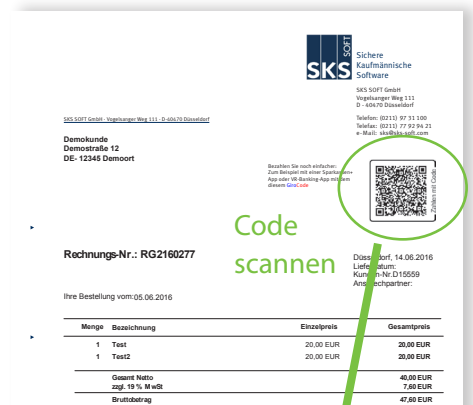 SKS
SOFT
Sichere
Kaufmännische
Software
SKS SOFT GmbH
Vogelsanger Weg 111
D - 40470 Düsseldorf
Telefon: (0211) 97 31 100
Telefax: (0211) 77 92 94 21
e-Mail: sks@sks-soft.com
SKS SOFT GmbH · Vogelsanger Weg 111 · D - 40470 Düsseldorf
Demokunde
Demostraße 12
DE- 12345 Demoort
Bezahlen Sie noch einfacher:
Zum Beispiel mit einer Sparkassen+
App oder VR-Banking-App mit dem
diesem GiroCode
Zahlen mit Code
Code
scannen
Rechnungs-Nr.: RG2160277
Düsseldorf, 14.06.2016
Kunden-Nr.D15559
Ihre Bestellung vom:05.06.2016
Menge Bezeichnung Einzelpreis Gesamtpreis
1 Test 20,00 EUR 20,00 EUR
1 Test2 20,00 EUR 20,00 EUR
Gesamt Netto 40,00 EUR
zzgl. 19 % MwSt 7,60 EUR
Bruttobetrag 47,60 EUR